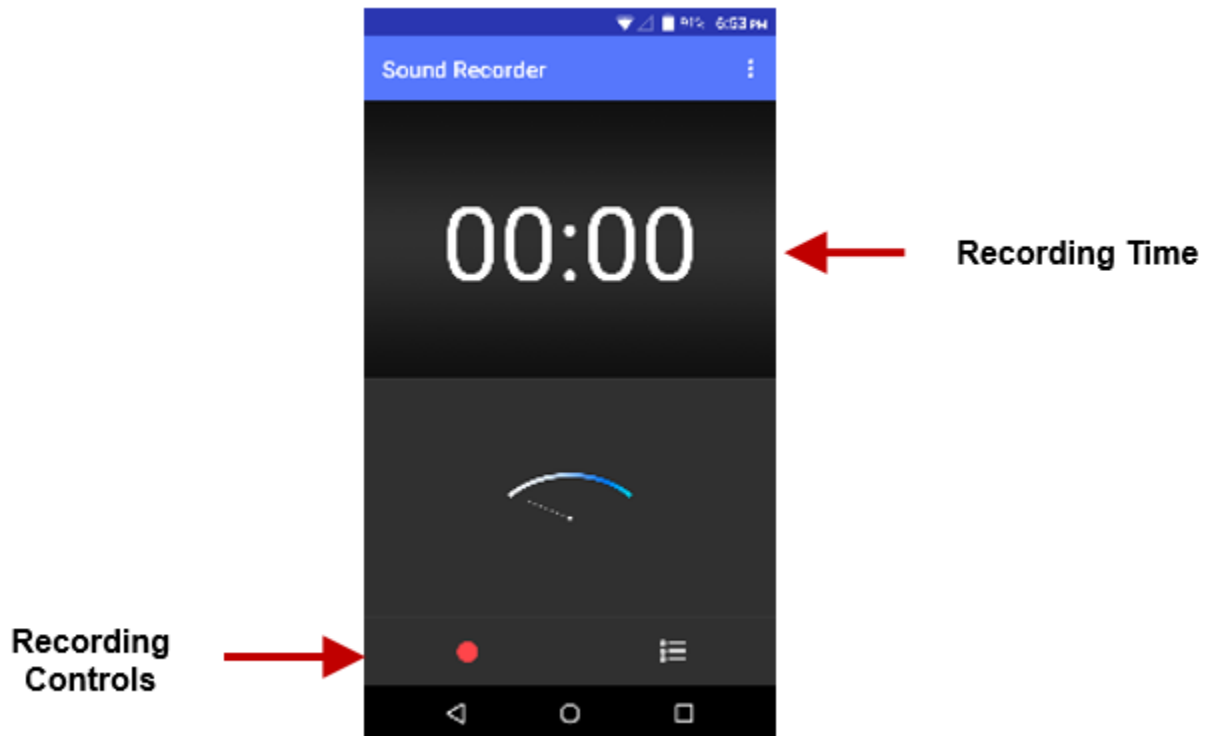 6:53 PM
Sound Recorder
00:00
Recording Time
Recording
Controls